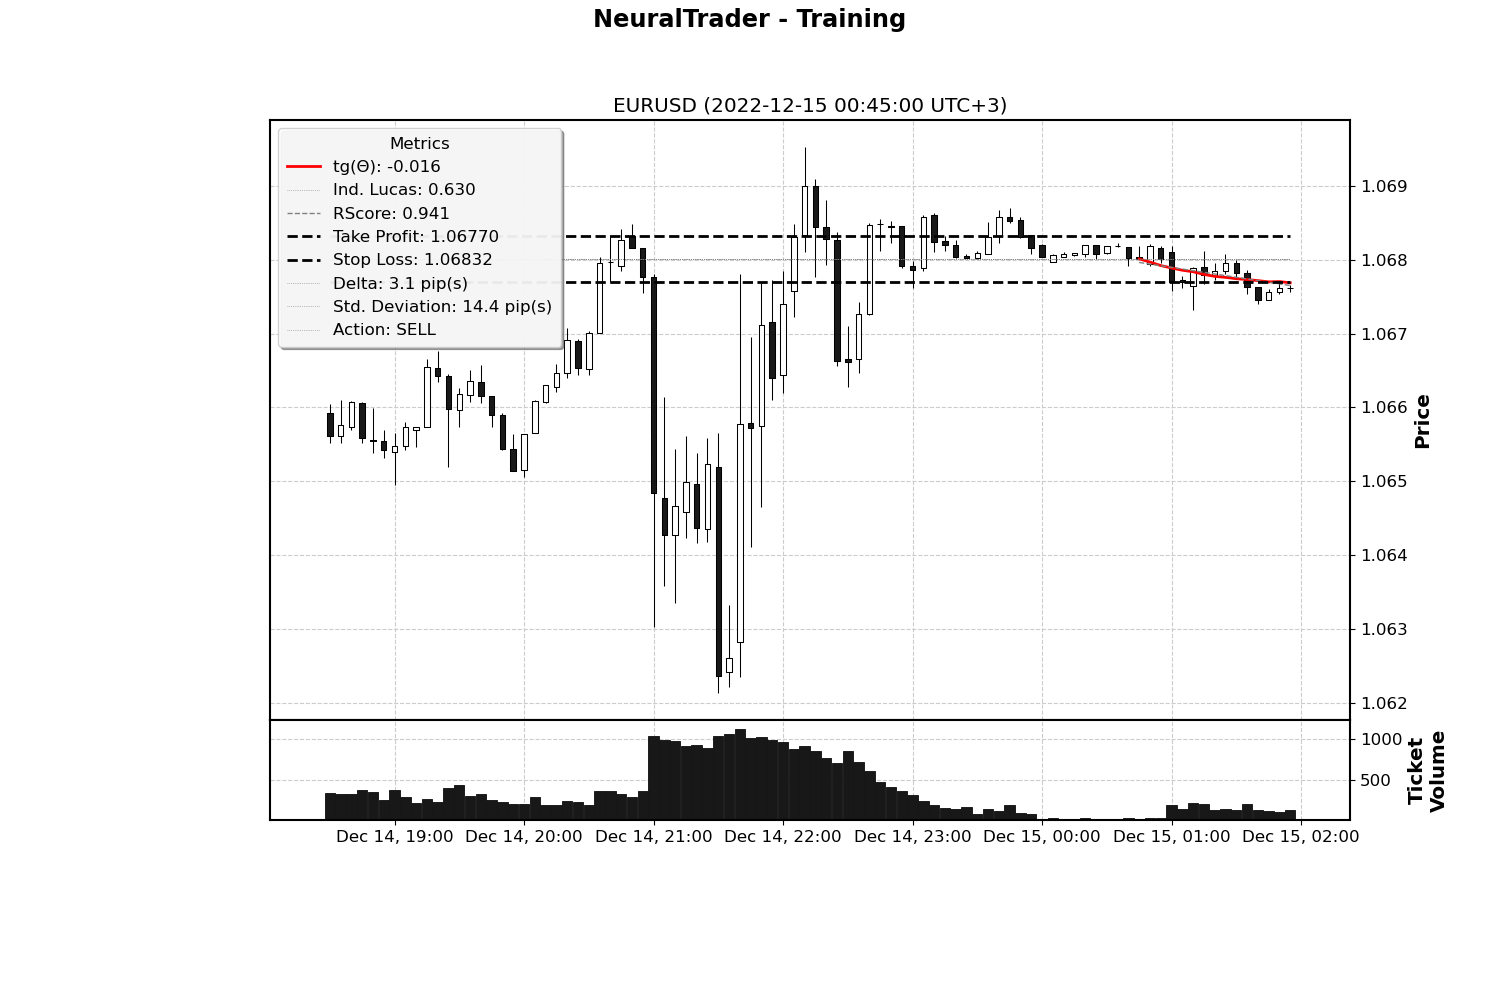 NeuralTrader - Training
EURUSD (2022-12-15 00:45:00 UTC+3)
Metrics
tg(Θ): -0.016
Ind. Lucas: 0.630
RScore: 0.941
Take Profit: 1.06770
Stop Loss: 1.06832
Delta: 3.1 pip(s)
Std. Deviation: 14.4 pip(s)
Action: SELL
1.069
1.068
1.067
1.066
1.065
1.064
1.063
1.062
Price
1000
500
Ticket
Volume
Dec 14, 19:00
Dec 14, 20:00
Dec 14, 21:00
Dec 14, 22:00
Dec 14, 23:00
Dec 15, 00:00
Dec 15, 01:00
Dec 15, 02:00